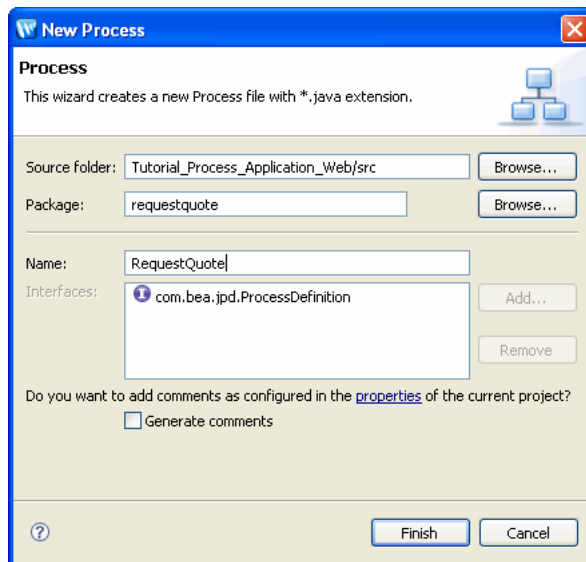 New Process
Process
This wizard creates a new Process file with *.java extension.
Source folder: Tutorial_Process_Application_Web/src Browse...
Package: requestquote Browse...
Name: RequestQuote
Interfaces: com.bea.jpd.ProcessDefinition Add...
Remove
Do you want to add comments as configured in the properties of the current project?
Generate comments
Finish Cancel